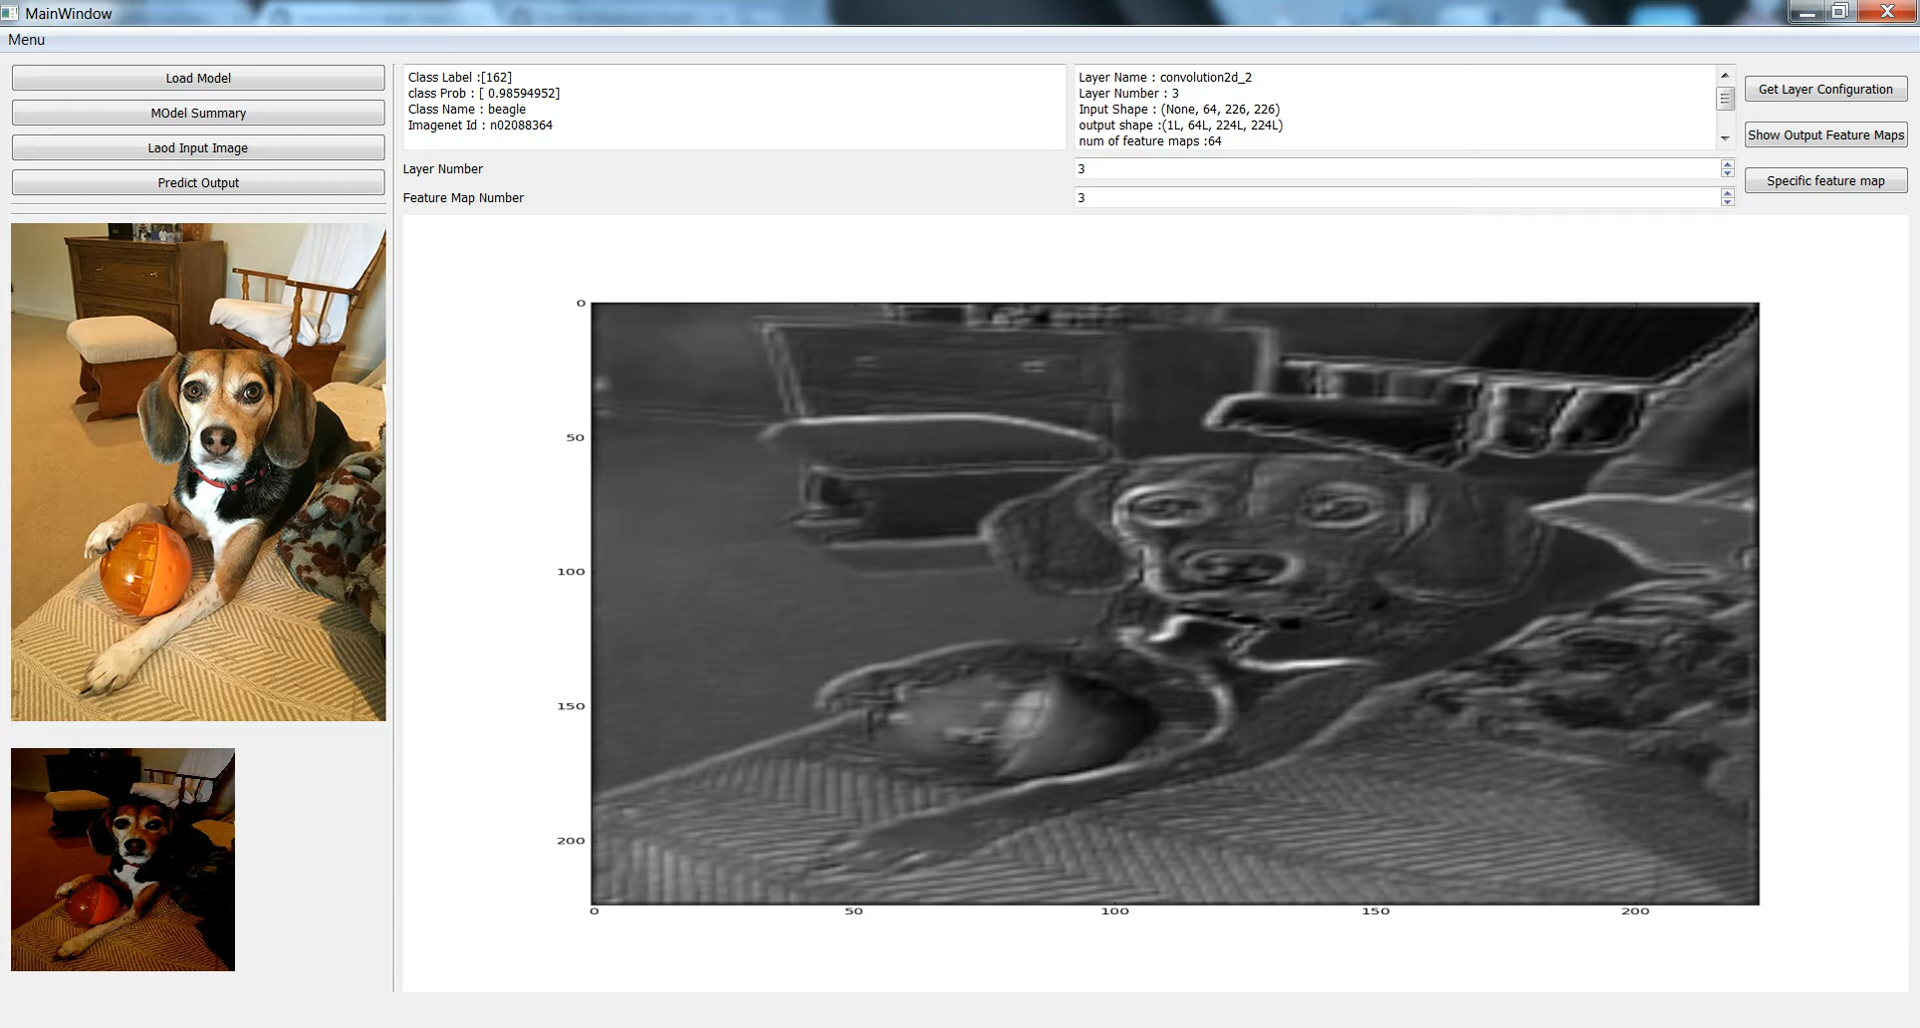 MainWindow
Menu
Load Model
MOdel Summary
Laod Input Image
Predict Output
Class Label :[162]
class Prob : [ 0.98594952]
Class Name : beagle
Imagenet Id : n02088364
Layer Name : convolution2d_2
Layer Number : 3
Input Shape : (None, 64, 226, 226)
output shape :(1L, 64L, 224L, 224L)
num of feature maps :64
Get Layer Configuration
Show Output Feature Maps
Specific feature map
Layer Number
3
Feature Map Number
3
0
50
100
150
200
0
50
100
150
200